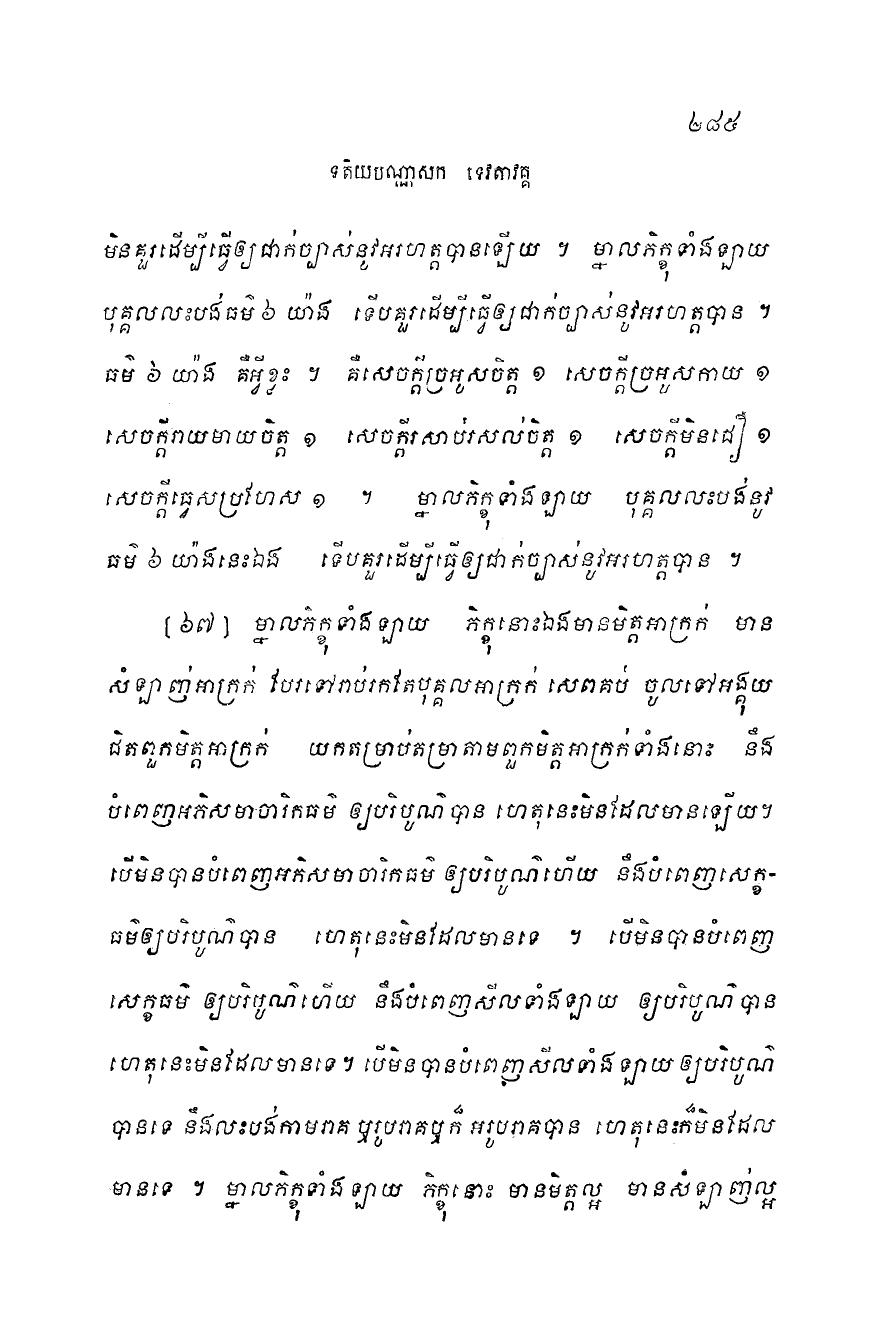 ២៨៥
ទតិយបណ្ណាសក ទេវតាវគ្គ
មិនគួរដើម្បីធ្វើឲ្យជាក់ច្បាស់នូវអរហត្តបានឡើយ ។ ម្នាលភិក្ខុទាំងឡាយ
បុគ្គលលះបង់ធម៌ ៦ យ៉ាង ទើបគួរដើម្បីធ្វើឲ្យជាក់ច្បាស់នូវអរហត្តបាន ។
ធម៌ ៦ យ៉ាង គឺអ្វីខ្លះ ។ គឺសេចក្តីច្រអូសចិត្ត ១ សេចក្តីច្រអូសកាយ ១
សេចក្តីរាយមាយចិត្ត ១ សេចក្តីរសាប់រសល់ចិត្ត ១ សេចក្តីមិនជឿ ១
សេចក្តីធ្វេសប្រហែស ១ ។ ម្នាលភិក្ខុទាំងឡាយ បុគ្គលលះបង់នូវ
ធម៌ ៦ យ៉ាងនេះឯង ទើបគួរដើម្បីធ្វើឲ្យជាក់ច្បាស់នូវអរហត្តបាន ។
[ ៦៧ ] ម្នាលភិក្ខុទាំងឡាយ ភិក្ខុនោះឯងមានមិត្តអាក្រក់ មាន
សំឡាញ់អាក្រក់ បែរទៅរាប់រកតែបុគ្គលអាក្រក់ សេពគប់ ចូលទៅអង្គុយ
ជិតពួកមិត្តអាក្រក់ យកតម្រាប់តម្រាតាមពួកមិត្តអាក្រក់ទាំងនោះ នឹង
បំពេញអភិសមាចារិកធម៌ ឲ្យបរិបូណ៌បាន ហេតុនេះមិនដែលមានឡើយ។
បើមិនបានបំពេញអភិសមាចារិកធម៌ ឲ្យបរិបូណ៌ហើយ នឹងបំពេញសេក្ខ-
ធម៌ឲ្យបរិបូណ៌បាន ហេតុនេះមិនដែលមានទេ ។ បើមិនបានបំពេញ
សេក្ខធម៌ ឲ្យបរិបូណ៌ហើយ នឹងបំពេញសីលទាំងឡាយ ឲ្យបរិបូណ៌បាន
ហេតុនេះមិនដែលមានទេ។ បើមិនបានបំពេញសីលទាំងឡាយឲ្យបរិបូណ៌
បានទេ នឹងលះបង់កាមរាគ ឬរូបរាគឬក៏ អរូបរាគបាន ហេតុនេះក៏មិនដែល
មានទេ ។ ម្នាលភិក្ខុទាំងឡាយ ភិក្ខុនោះ មានមិត្តល្អ មានសំឡាញ់ល្អ